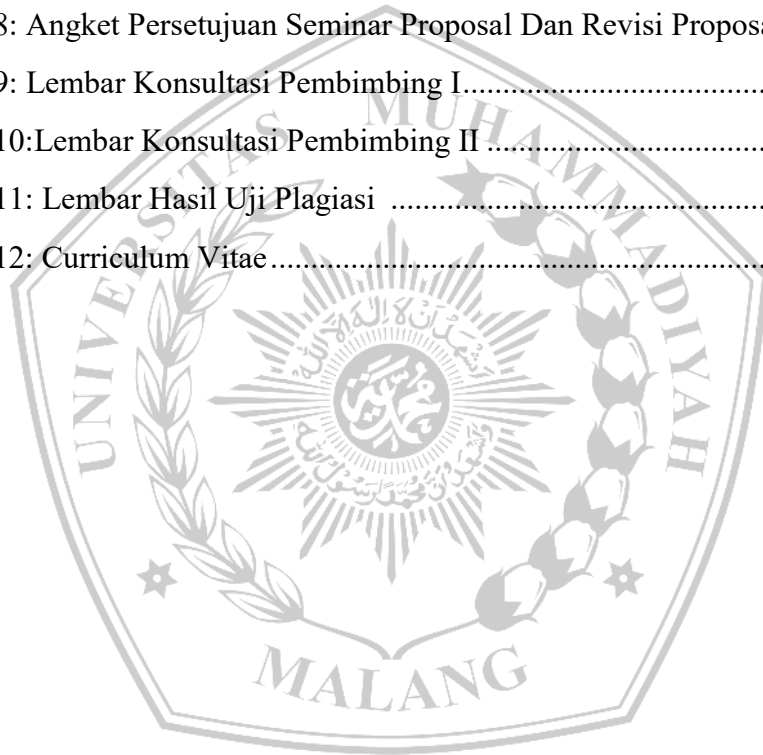 8: Angket Persetujuan Seminar Proposal Dan Revisi Proposa
9: Lembar Konsultasi Pembimbing I....................................
10:Lembar Konsultasi Pembimbing II ..................................
11: Lembar Hasil Uji Plagiasi ..............................................
12: Curriculum Vitae.............................................................
UNIVERSITAS MUHAMMADIYAH
MALANG